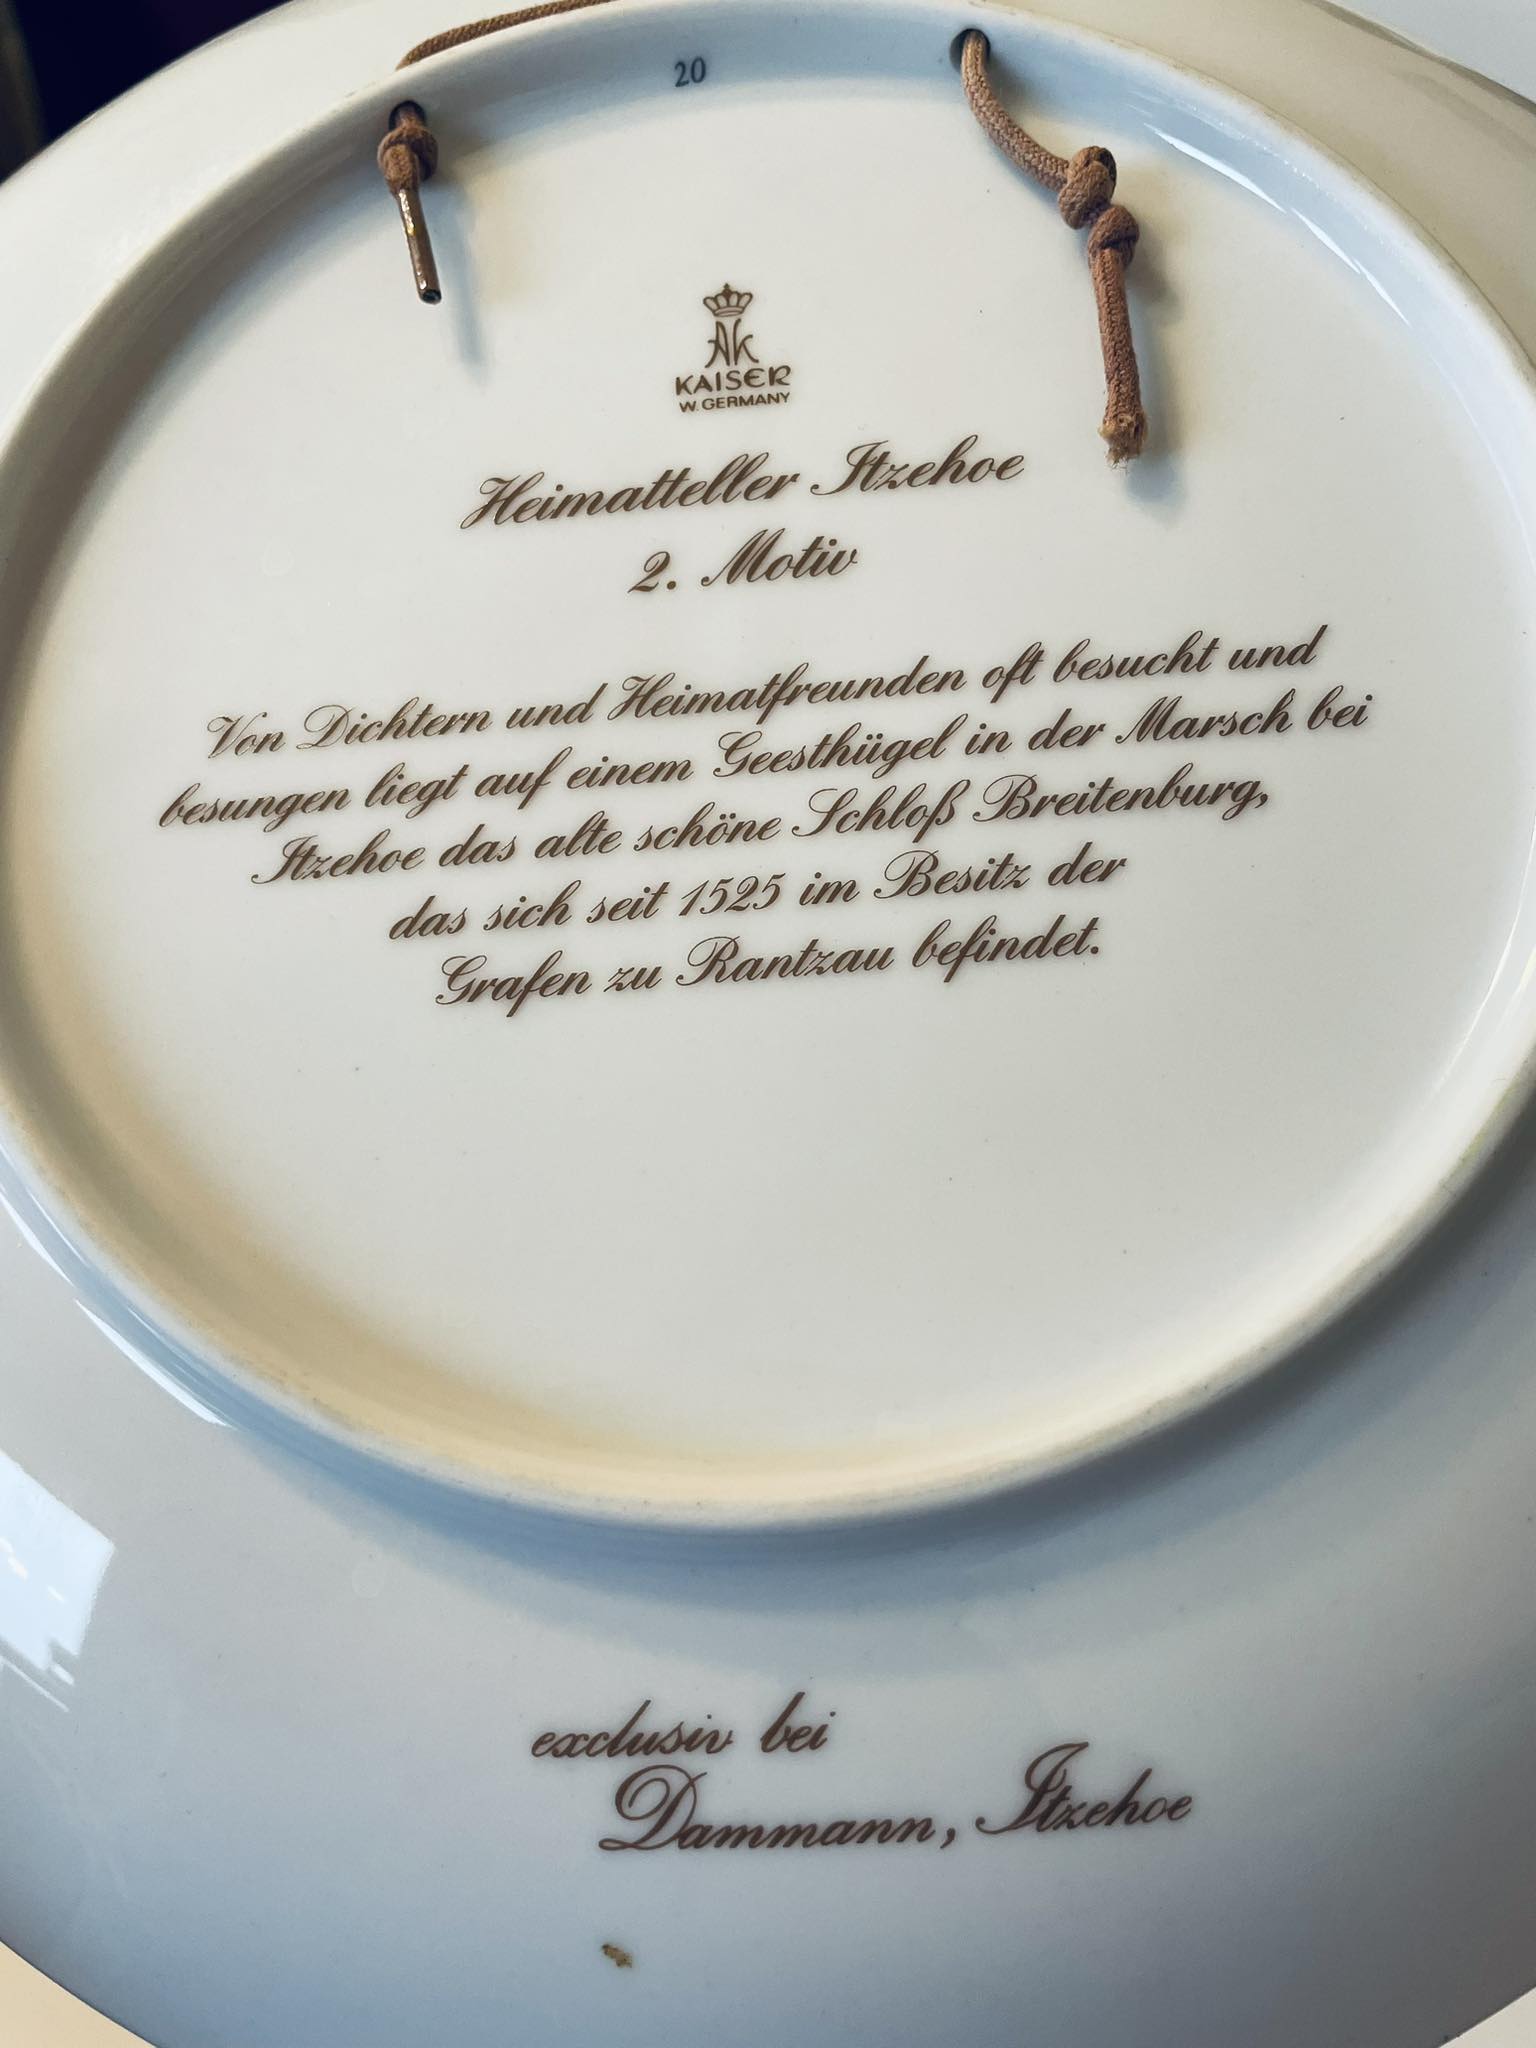 20
AK
KAISER
W. GERMANY
Heimatteller Itzehoe
2. Motiv
Von Dichtern und Heimatfreunden oft besucht und
besungen liegt auf einem Geesthügel in der Marsch bei
Itzehoe das alte schöne Schloß Breitenburg,
das sich seit 1525 im Besitz der
Grafen zu Rantzau befindet.
exclusiv bei
Dammann, Itzehoe